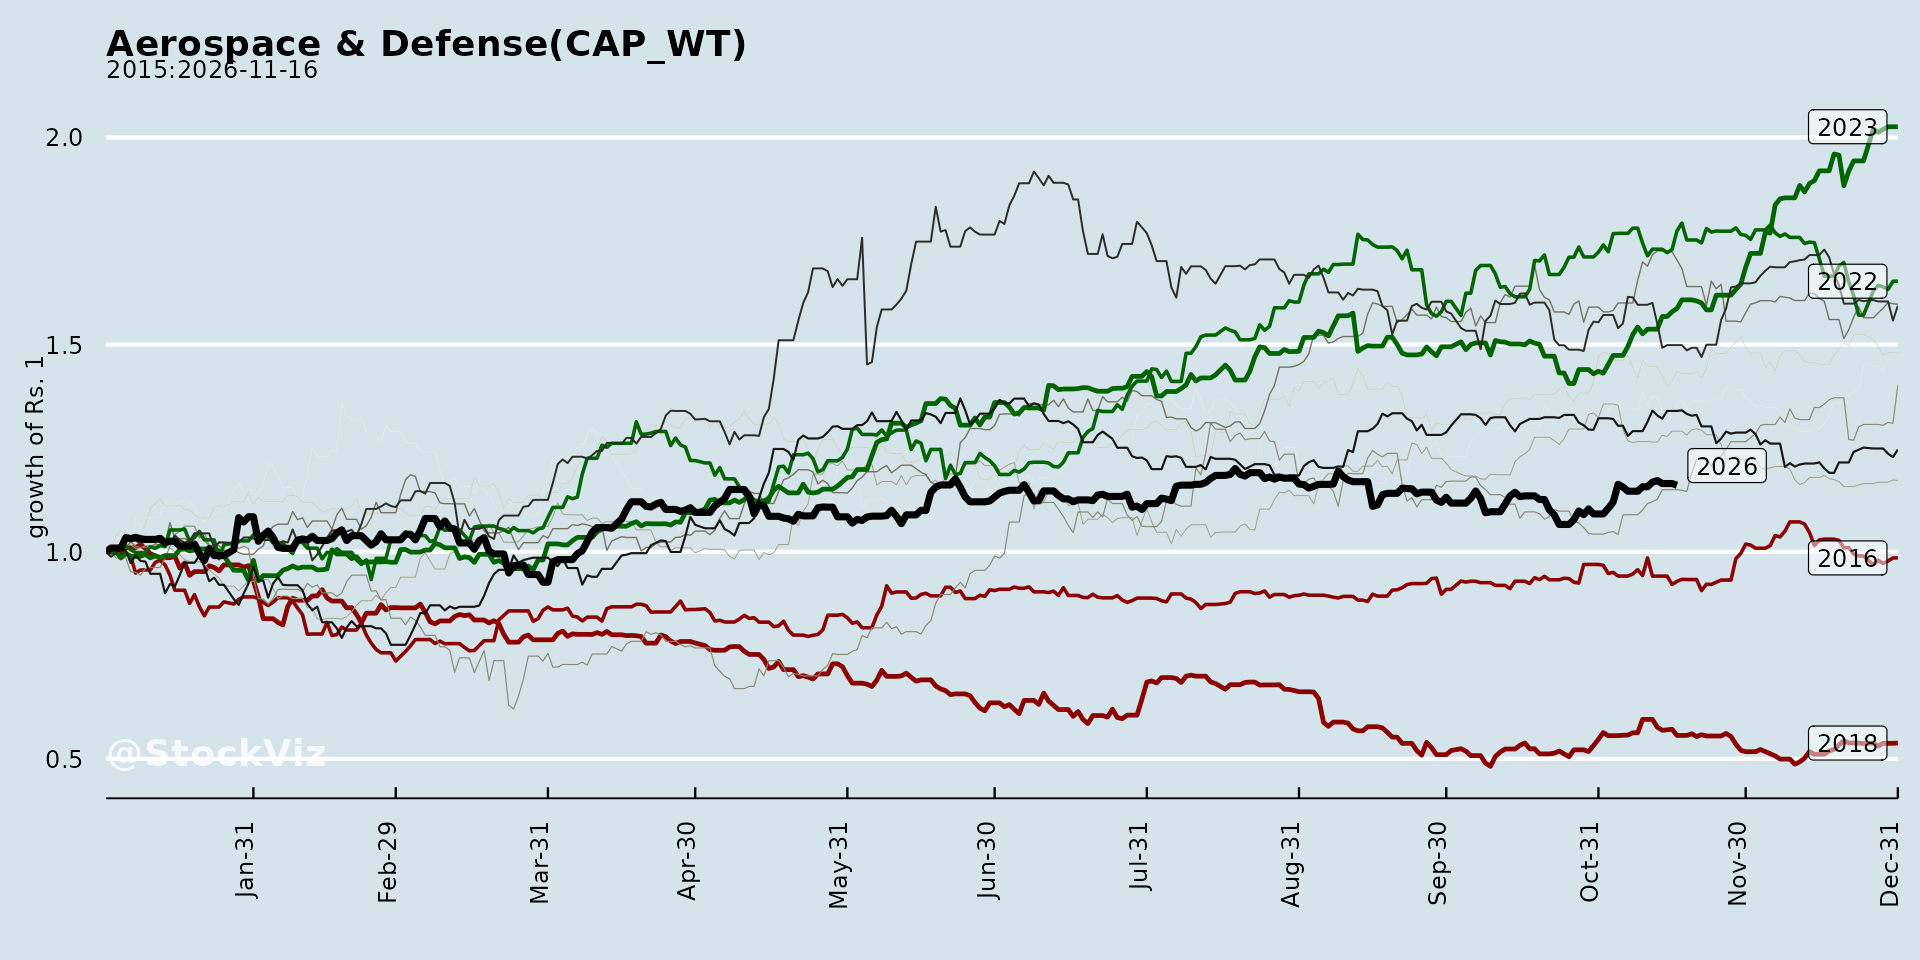 Aerospace & Defense(CAP_WT)
2015:2026-11-16
growth of Rs. 1
2.0
1.5
1.0
0.5
2023
2022
2026
2016
2018
@StockViz
Jan-31
Feb-29
Mar-31
Apr-30
May-31
Jun-30
Jul-31
Aug-31
Sep-30
Oct-31
Nov-30
Dec-31